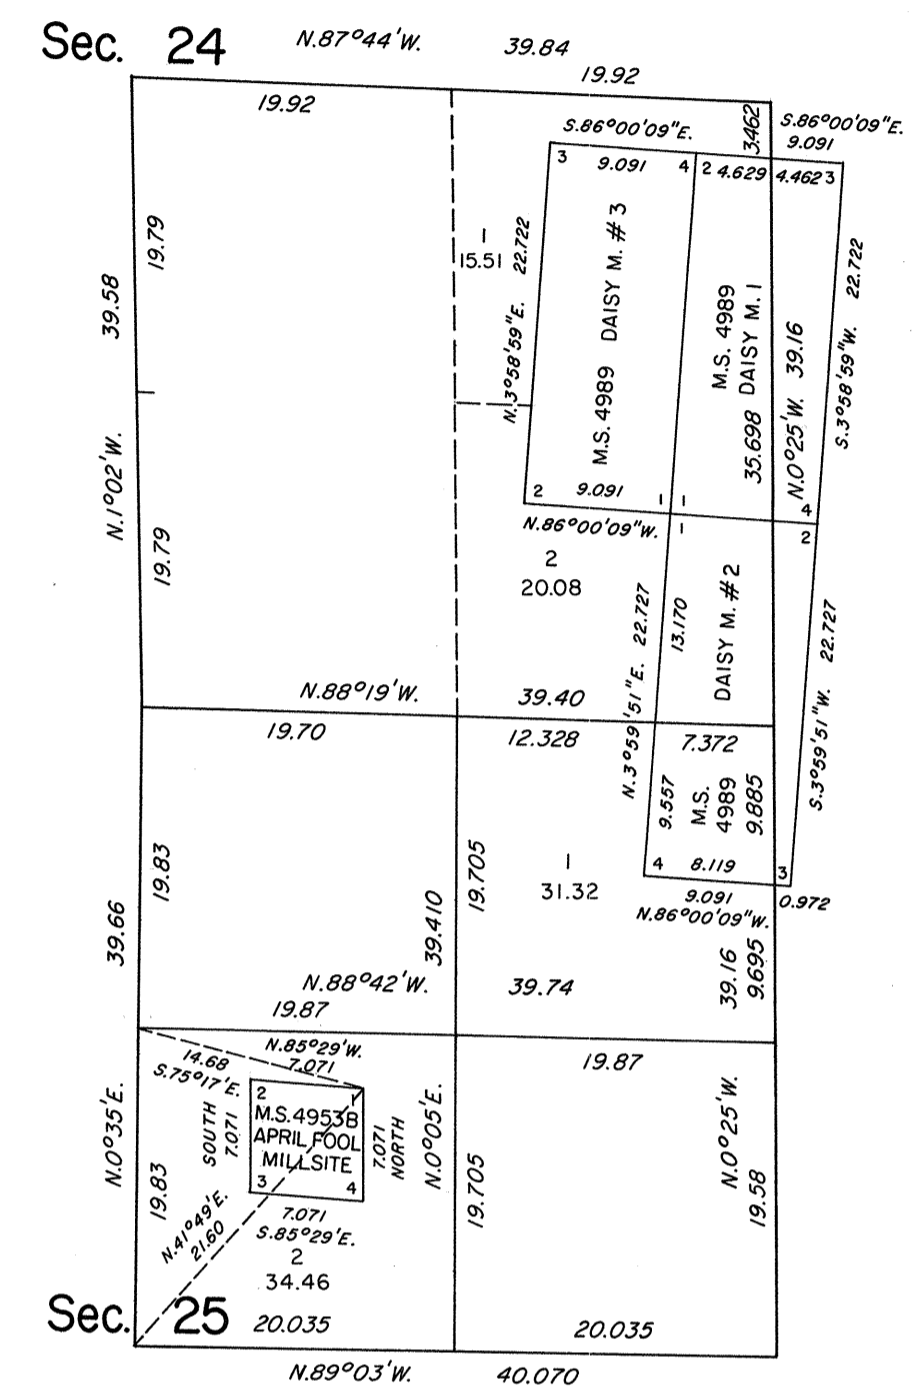 Sec. 24
N.87°44'W. 39.84
19.92
19.92
S.86°00'09"E.
3.462
S.86°00'09"E.
9.091
3 9.091 4
2 4.629
4.462 3
19.79
39.58
1
15.51
22.722
N.3°58'59"E.
M.S. 4989 DAISY M. #3
M.S. 4989
DAISY M. 1
35.698
N.0°25'W. 39.16
S.3°58'59"W. 22.722
N.1°02'W.
19.79
2 9.091 1
1
4
N.86°00'09"W.
1
2
2
20.08
N.3°59'51"E. 22.727
13.170
DAISY M. #2
S.3°59'51"W. 22.727
N.88°19'W. 39.40
19.70
12.328
7.372
9.557
M.S.
4989
9.885
39.66
19.83
39.410
19.705
1
31.32
4 8.119 3
9.091
0.972
N.86°00'09"W.
39.16
9.695
N.88°42'W. 39.74
19.87
19.87
N.85°29'W.
7.071
14.68
S.75°17'E.
N.0°35'E.
19.83
SOUTH
7.071
2 1
M.S.4953B
APRIL FOOL
MILLSITE
3 4
7.071
NORTH
N.0°05'E.
19.705
N.0°25'W.
19.58
7.071
S.85°29'E.
N.41°49'E.
21.60
2
34.46
Sec. 25
20.035
20.035
N.89°03'W. 40.070